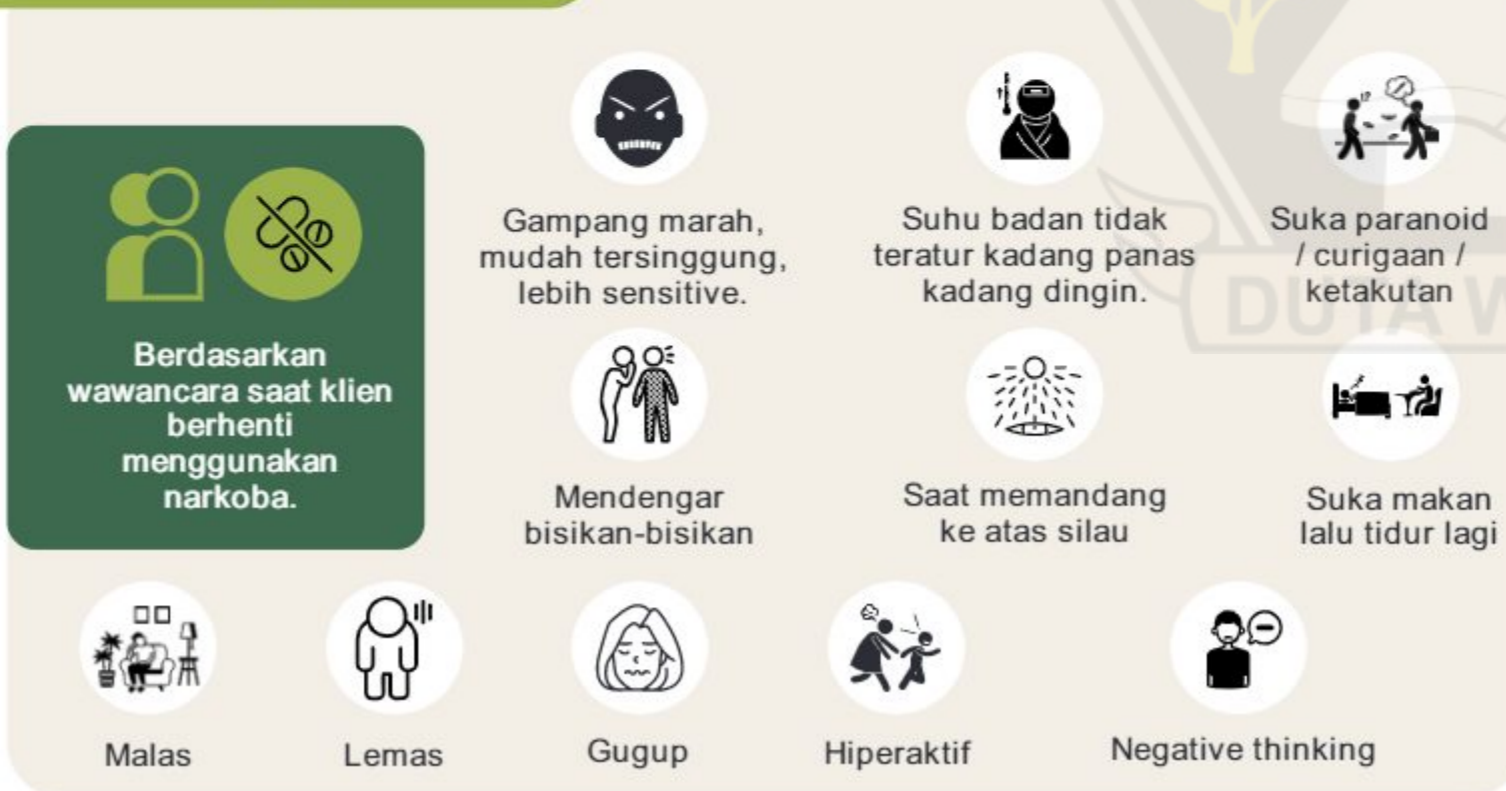 Berdasarkan
wawancara saat klien
berhenti
menggunakan
narkoba.
Gampang marah,
mudah tersinggung,
lebih sensitive.
Suhu badan tidak
teratur kadang panas
kadang dingin.
Suka paranoid
/ curigaan /
ketakutan
Mendengar
bisikan-bisikan
Saat memandang
ke atas silau
Suka makan
lalu tidur lagi
Malas
Lemas
Gugup
Hiperaktif
Negative thinking
DUTA W